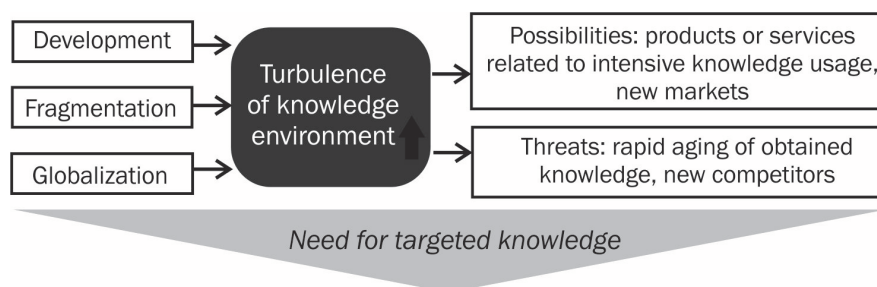 Development
Fragmentation
Globalization
Turbulence
of knowledge
environment
Possibilities: products or services
related to intensive knowledge usage,
new markets
Threats: rapid aging of obtained
knowledge, new competitors
Need for targeted knowledge